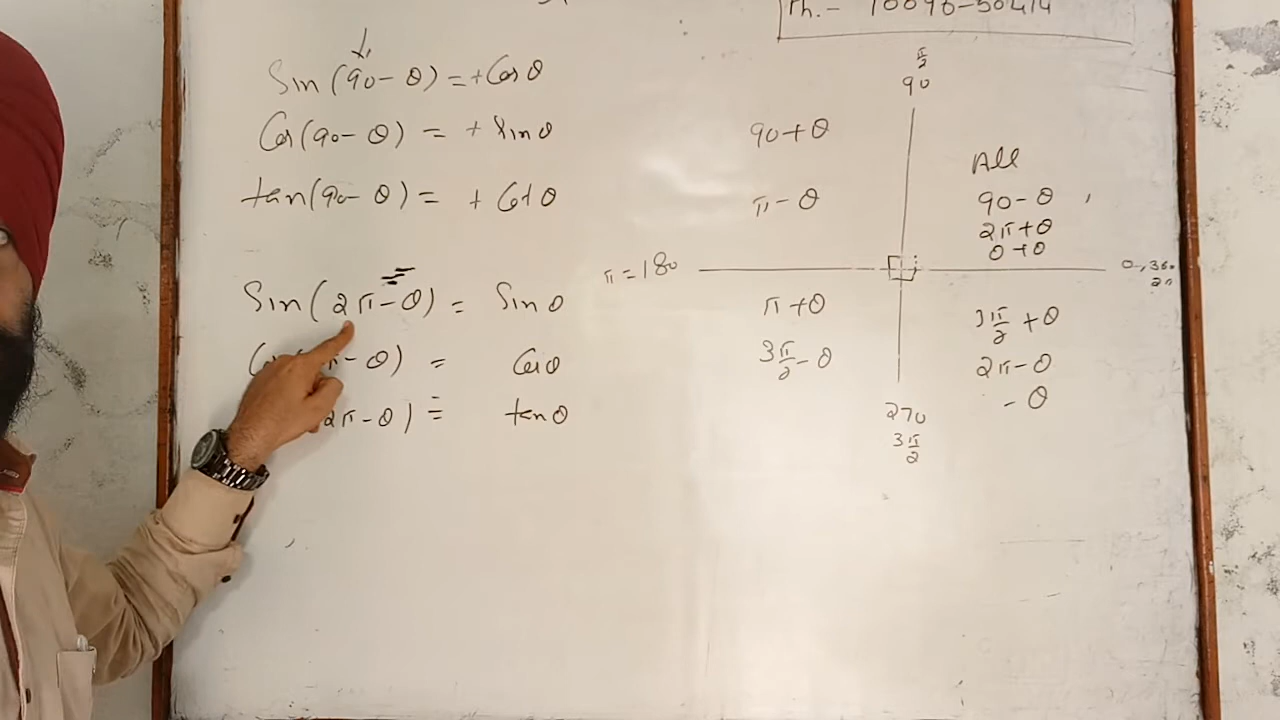 Sin(90-θ) = +Cosθ
Cos(90-θ) = + sinθ
tan(90-θ) = + Cotθ
Sin(2π-θ) = Sinθ
π-θ) = Cosθ
2π-θ) = tanθ
Ph.-
π/2
90
90+θ
π-θ
All
90-θ
2π+θ
0+θ
π=180
0,360
2π
π+θ
3π/2-θ
3π/2+θ
2π-θ
-θ
270
3π/2